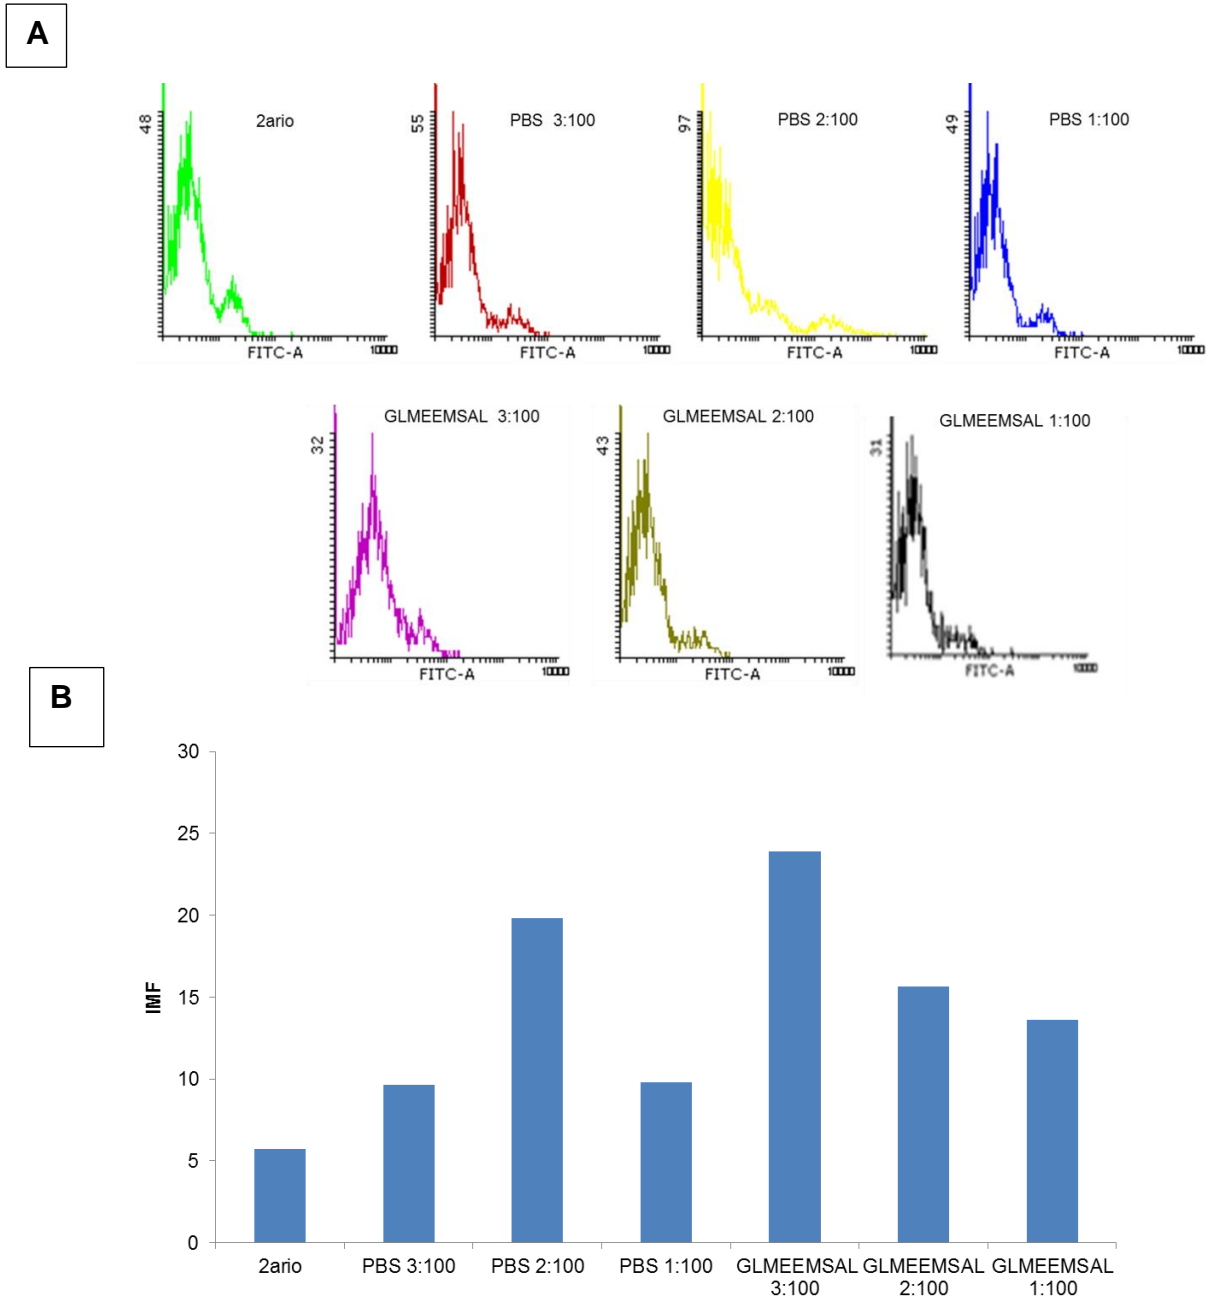 A
48
2ario
FITC-A
10000
55
PBS 3:100
FITC-A
10000
97
PBS 2:100
FITC-A
10000
49
PBS 1:100
FITC-A
10000
32
GLMEEMSAL 3:100
FITC-A
10000
43
GLMEEMSAL 2:100
FITC-A
10000
31
GLMEEMSAL 1:100
FITC-A
10000
B
IMF
30
25
20
15
10
5
0
2ario
PBS 3:100
PBS 2:100
PBS 1:100
GLMEEMSAL
3:100
GLMEEMSAL
2:100
GLMEEMSAL
1:100